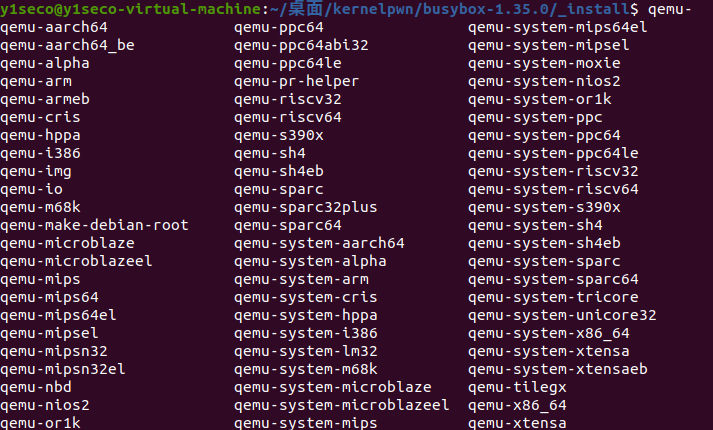 y1seco@y1seco-virtual-machine:~/桌面/kernelpwn/busybox-1.35.0/_install$ qemu-
qemu-aarch64 qemu-ppc64 qemu-system-mips64el
qemu-aarch64_be qemu-ppc64abi32 qemu-system-mipsel
qemu-alpha qemu-ppc64le qemu-system-moxie
qemu-arm qemu-pr-helper qemu-system-nios2
qemu-armeb qemu-riscv32 qemu-system-or1k
qemu-cris qemu-riscv64 qemu-system-ppc
qemu-hppa qemu-s390x qemu-system-ppc64
qemu-i386 qemu-sh4 qemu-system-ppc64le
qemu-img qemu-sh4eb qemu-system-riscv32
qemu-io qemu-sparc qemu-system-riscv64
qemu-m68k qemu-sparc32plus qemu-system-s390x
qemu-make-debian-root qemu-sparc64 qemu-system-sh4
qemu-microblaze qemu-system-aarch64 qemu-system-sh4eb
qemu-microblazeel qemu-system-alpha qemu-system-sparc
qemu-mips qemu-system-arm qemu-system-sparc64
qemu-mips64 qemu-system-cris qemu-system-tricore
qemu-mips64el qemu-system-hppa qemu-system-unicore32
qemu-mipsel qemu-system-i386 qemu-system-x86_64
qemu-mipsn32 qemu-system-lm32 qemu-system-xtensa
qemu-mipsn32el qemu-system-m68k qemu-system-xtensaeb
qemu-nbd qemu-system-microblaze qemu-tilegx
qemu-nios2 qemu-system-microblazeel qemu-x86_64
qemu-or1k qemu-system-mips qemu-xtensa